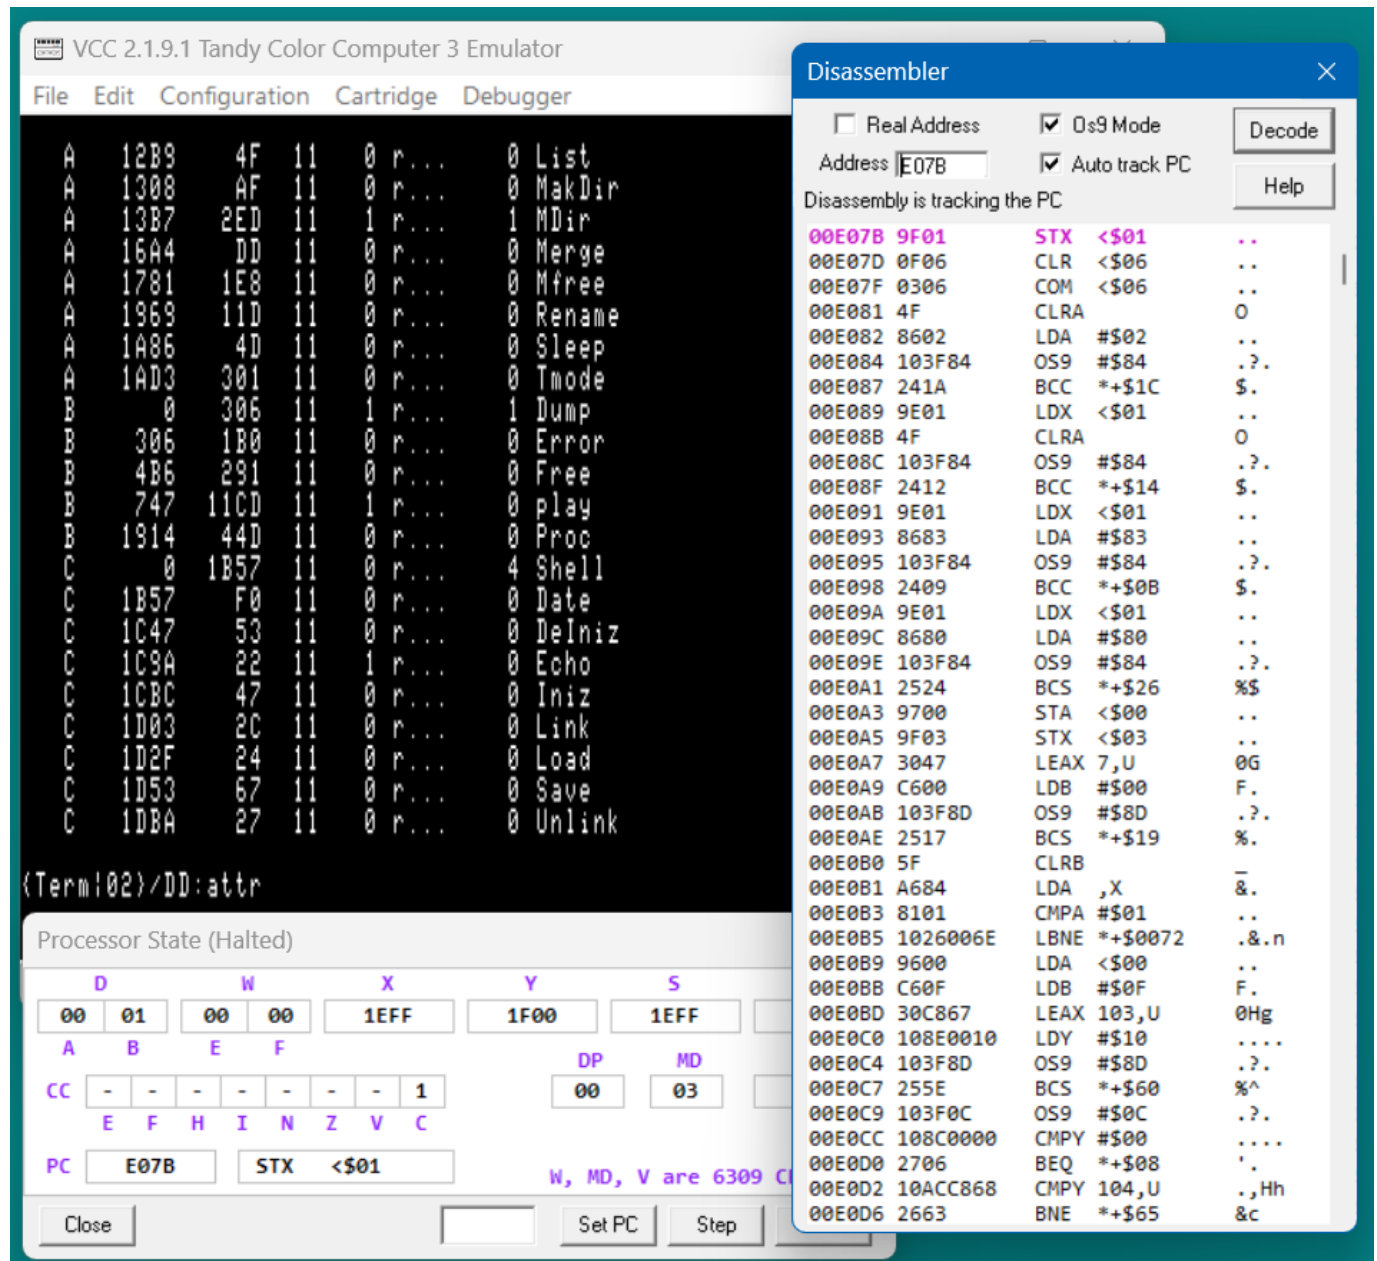 VCC 2.1.9.1 Tandy Color Computer 3 Emulator
File Edit Configuration Cartridge Debugger
A 12B9 4F 11 0 r... 0 List
A 1308 AF 11 0 r... 0 MakDir
A 13B7 2ED 11 1 r... 1 MDir
A 16A4 DD 11 0 r... 0 Merge
A 1781 1E8 11 0 r... 0 Mfree
A 1969 11D 11 0 r... 0 Rename
A 1A86 4D 11 0 r... 0 Sleep
A 1AD3 301 11 0 r... 0 Tmode
B 0 306 11 1 r... 1 Dump
B 306 1B0 11 0 r... 0 Error
B 4B6 291 11 0 r... 0 Free
B 747 11CD 11 1 r... 0 play
B 1914 44D 11 0 r... 0 Proc
C 0 1B57 11 0 r... 4 Shell
C 1B57 F0 11 0 r... 0 Date
C 1C47 53 11 0 r... 0 DeIniz
C 1C9A 22 11 1 r... 0 Echo
C 1CBC 47 11 0 r... 0 Iniz
C 1D03 2C 11 0 r... 0 Link
C 1D2F 24 11 0 r... 0 Load
C 1D53 67 11 0 r... 0 Save
C 1DBA 27 11 0 r... 0 Unlink
{Term|02}/DD:attr
Processor State (Halted)
D W X Y S
00 01 00 00 1EFF 1F00 1EFF
A B E F
DP MD
CC - - - - - - - 1 00 03
E F H I N Z V C
PC E07B STX <$01
W, MD, V are 6309
Close Set PC Step
Disassembler
Real Address Os9 Mode Decode
Address E07B Auto track PC Help
Disassembly is tracking the PC
00E07B 9F01 STX <$01 ..
00E07D 0F06 CLR <$06 ..
00E07F 0306 COM <$06 ..
00E081 4F CLRA O
00E082 8602 LDA #$02 ..
00E084 103F84 OS9 #$84 .?.
00E087 241A BCC *+$1C $.
00E089 9E01 LDX <$01 ..
00E08B 4F CLRA O
00E08C 103F84 OS9 #$84 .?.
00E08F 2412 BCC *+$14 $.
00E091 9E01 LDX <$01 ..
00E093 8683 LDA #$83 ..
00E095 103F84 OS9 #$84 .?.
00E098 2409 BCC *+$0B $.
00E09A 9E01 LDX <$01 ..
00E09C 8680 LDA #$80 ..
00E09E 103F84 OS9 #$84 .?.
00E0A1 2524 BCS *+$26 %$
00E0A3 9700 STA <$00 ..
00E0A5 9F03 STX <$03 ..
00E0A7 3047 LEAX 7,U 0G
00E0A9 C600 LDB #$00 F.
00E0AB 103F8D OS9 #$8D .?.
00E0AE 2517 BCS *+$19 %.
00E0B0 5F CLRB _
00E0B1 A684 LDA ,X &.
00E0B3 8101 CMPA #$01 ..
00E0B5 1026006E LBNE *+$0072 .&.n
00E0B9 9600 LDA <$00 ..
00E0BB C60F LDB #$0F F.
00E0BD 30C867 LEAX 103,U 0Hg
00E0C0 108E0010 LDY #$10 ....
00E0C4 103F8D OS9 #$8D .?.
00E0C7 255E BCS *+$60 %^
00E0C9 103F0C OS9 #$0C .?.
00E0CC 108C0000 CMPY #$00 ....
00E0D0 2706 BEQ *+$08 '.
00E0D2 10ACC868 CMPY 104,U .,Hh
00E0D6 2663 BNE *+$65 &c